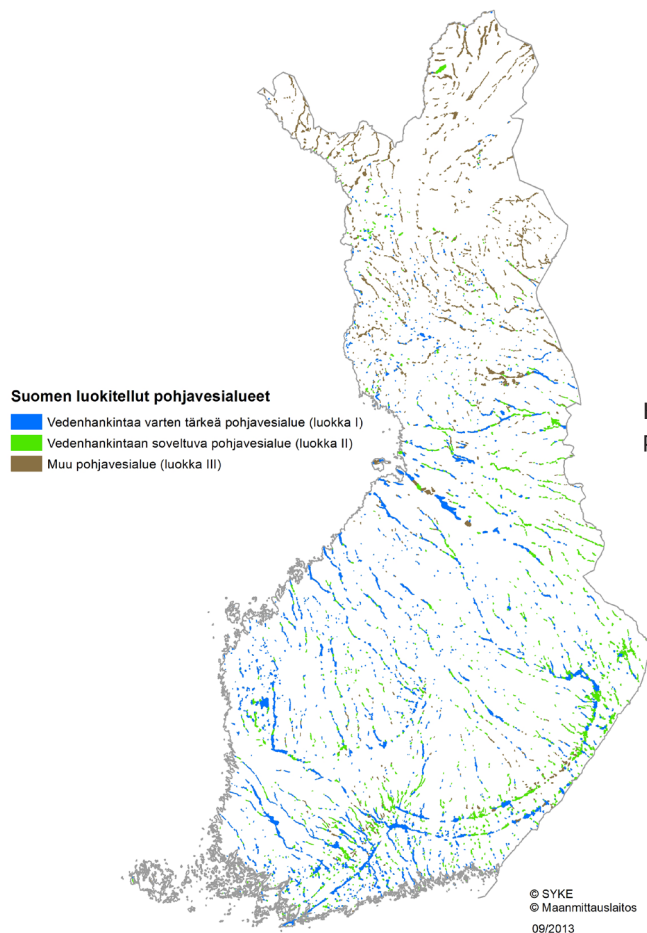 Suomen luokitellut pohjavesialueet
Vedenhankintaa varten tärkeä pohjavesialue (luokka I)
Vedenhankintaan soveltuva pohjavesialue (luokka II)
Muu pohjavesialue (luokka III)
© SYKE
© Maanmittauslaitos
09/2013